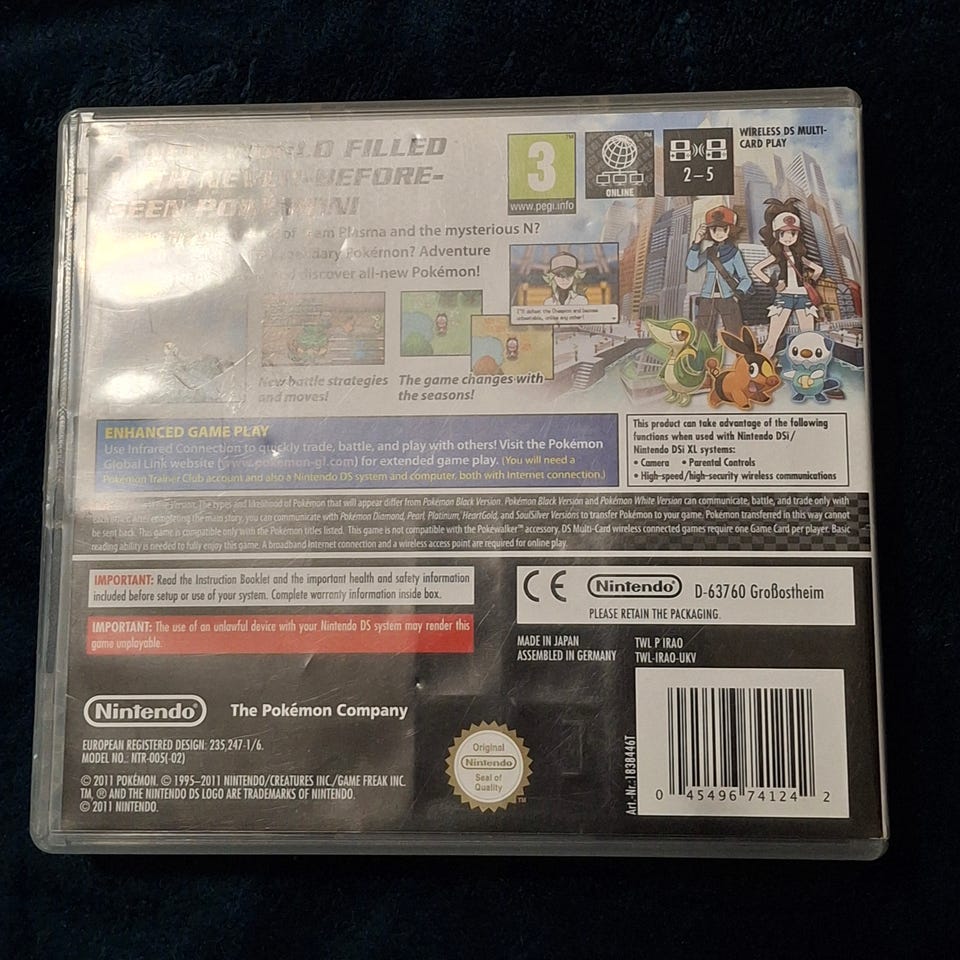 FILLED
BEFORE-
SEEN
Plasma and the mysterious N?
Pokémon? Adventure
discover all-new Pokémon!
3
www.pegi.info
TM
ONLINE
TM
2–5
WIRELESS DS MULTI-
CARD PLAY
I'll defeat the Champion and become
unbeatable, unlike any other!
New battle strategies
and moves!
The game changes with
the seasons!
ENHANCED GAME PLAY
Use Infrared Connection to quickly trade, battle, and play with others! Visit the Pokémon
Global Link website (www.pokemon-gl.com) for extended game play. (You will need a
Pokémon Trainer Club account and also a Nintendo DS system and computer, both with Internet connection.)
This product can take advantage of the following
functions when used with Nintendo DSi/
Nintendo DSi XL systems:
• Camera • Parental Controls
• High-speed/high-security wireless communications
Version. The types and likelihood of Pokémon that will appear differ from Pokémon Black Version. Pokémon Black Version and Pokémon White Version can communicate, battle, and trade only with
each other. After completing the main story, you can communicate with Pokémon Diamond, Pearl, Platinum, HeartGold, and SoulSilver Versions to transfer Pokémon to your game. Pokémon transferred in this way cannot
be sent back. This game is compatible only with the Pokémon titles listed. This game is not compatible with the Pokéwalker™ accessory. DS Multi-Card wireless connected games require one Game Card per player. Basic
reading ability is needed to fully enjoy this game. A broadband Internet connection and a wireless access point are required for online play.
IMPORTANT: Read the Instruction Booklet and the important health and safety information
included before setup or use of your system. Complete warranty information inside box.
IMPORTANT: The use of an unlawful device with your Nintendo DS system may render this
game unplayable.
CE Nintendo® D-63760 Großostheim
PLEASE RETAIN THE PACKAGING.
MADE IN JAPAN
ASSEMBLED IN GERMANY
TWL P IRAO
TWL-IRAO-UKV
Nintendo®
The Pokémon Company
EUROPEAN REGISTERED DESIGN: 235,247-1/6.
MODEL NO.: NTR-005(-02)
© 2011 POKÉMON. © 1995–2011 NINTENDO/CREATURES INC./GAME FREAK INC.
TM, ® AND THE NINTENDO DS LOGO ARE TRADEMARKS OF NINTENDO.
© 2011 NINTENDO.
Original
Nintendo
Seal of
Quality
TM
Art.-Nr.:1838446T
0 45496 74124 2